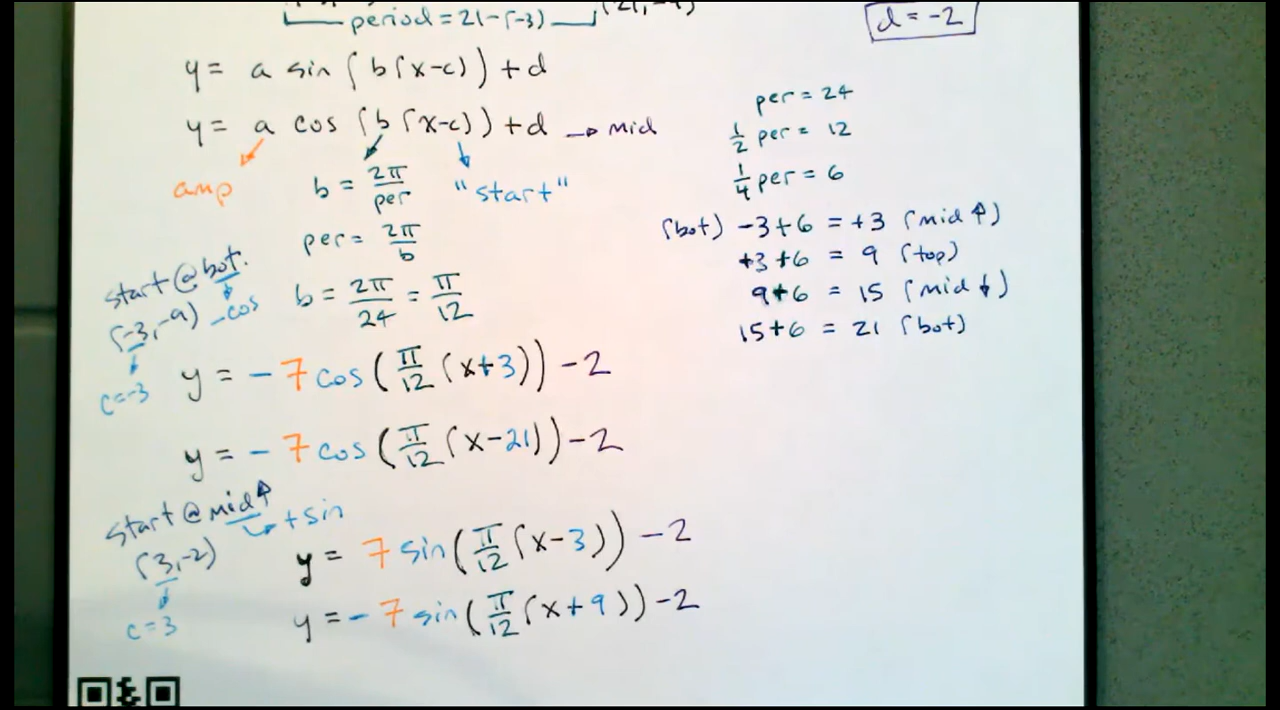 period = 21-(-3)
d = -2
y = a sin (b(x-c)) + d
y = a cos (b(x-c)) + d → mid
amp
b = 2π/per
"start"
per = 2π/b
b = 2π/24 = π/12
start @ bot.
(-3,-9) -cos
c=-3
y = -7 cos (π/12 (x+3)) - 2
y = -7 cos (π/12 (x-21)) - 2
start @ mid↑
+sin
(3,-2)
c=3
y = 7 sin (π/12 (x-3)) - 2
y = -7 sin (π/12 (x+9)) - 2
per = 24
1/2 per = 12
1/4 per = 6
(bot) -3+6 = +3 (mid ↑)
+3+6 = 9 (top)
9+6 = 15 (mid ↓)
15+6 = 21 (bot)